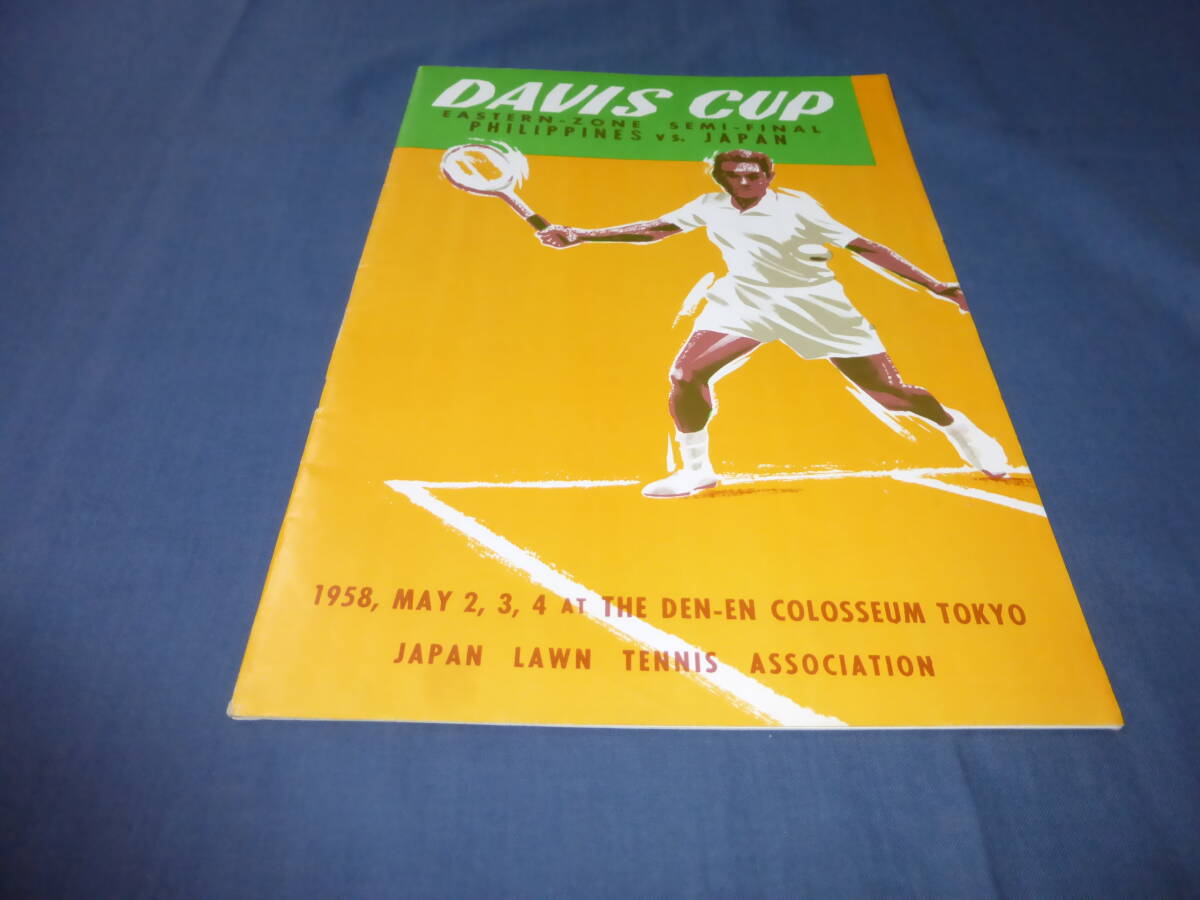 DAVIS CUP
EASTERN-ZONE SEMI-FINAL
PHILIPPINES vs. JAPAN
1958, MAY 2, 3, 4 AT THE DEN-EN COLOSSEUM TOKYO
JAPAN LAWN TENNIS ASSOCIATION